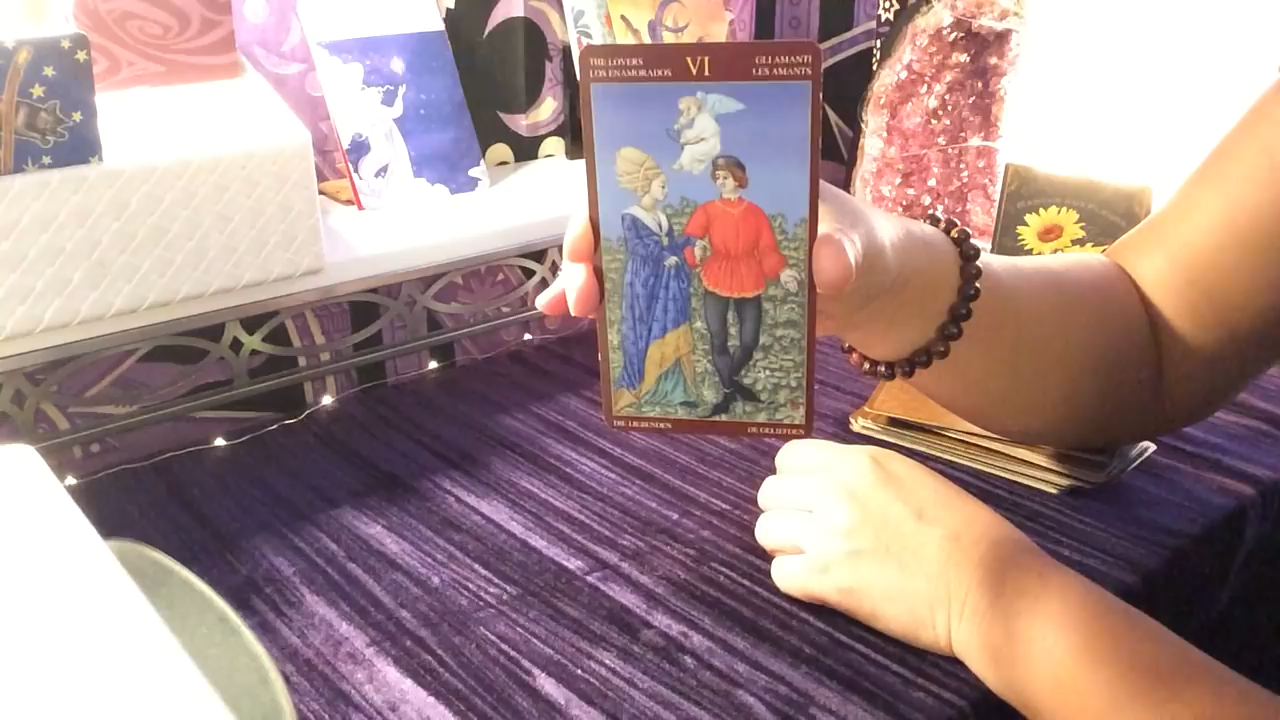 THE LOVERS
LOS ENAMORADOS
VI
GLI AMANTI
LES AMANTS
DIE LIEBENDEN
DE GELIEFDEN